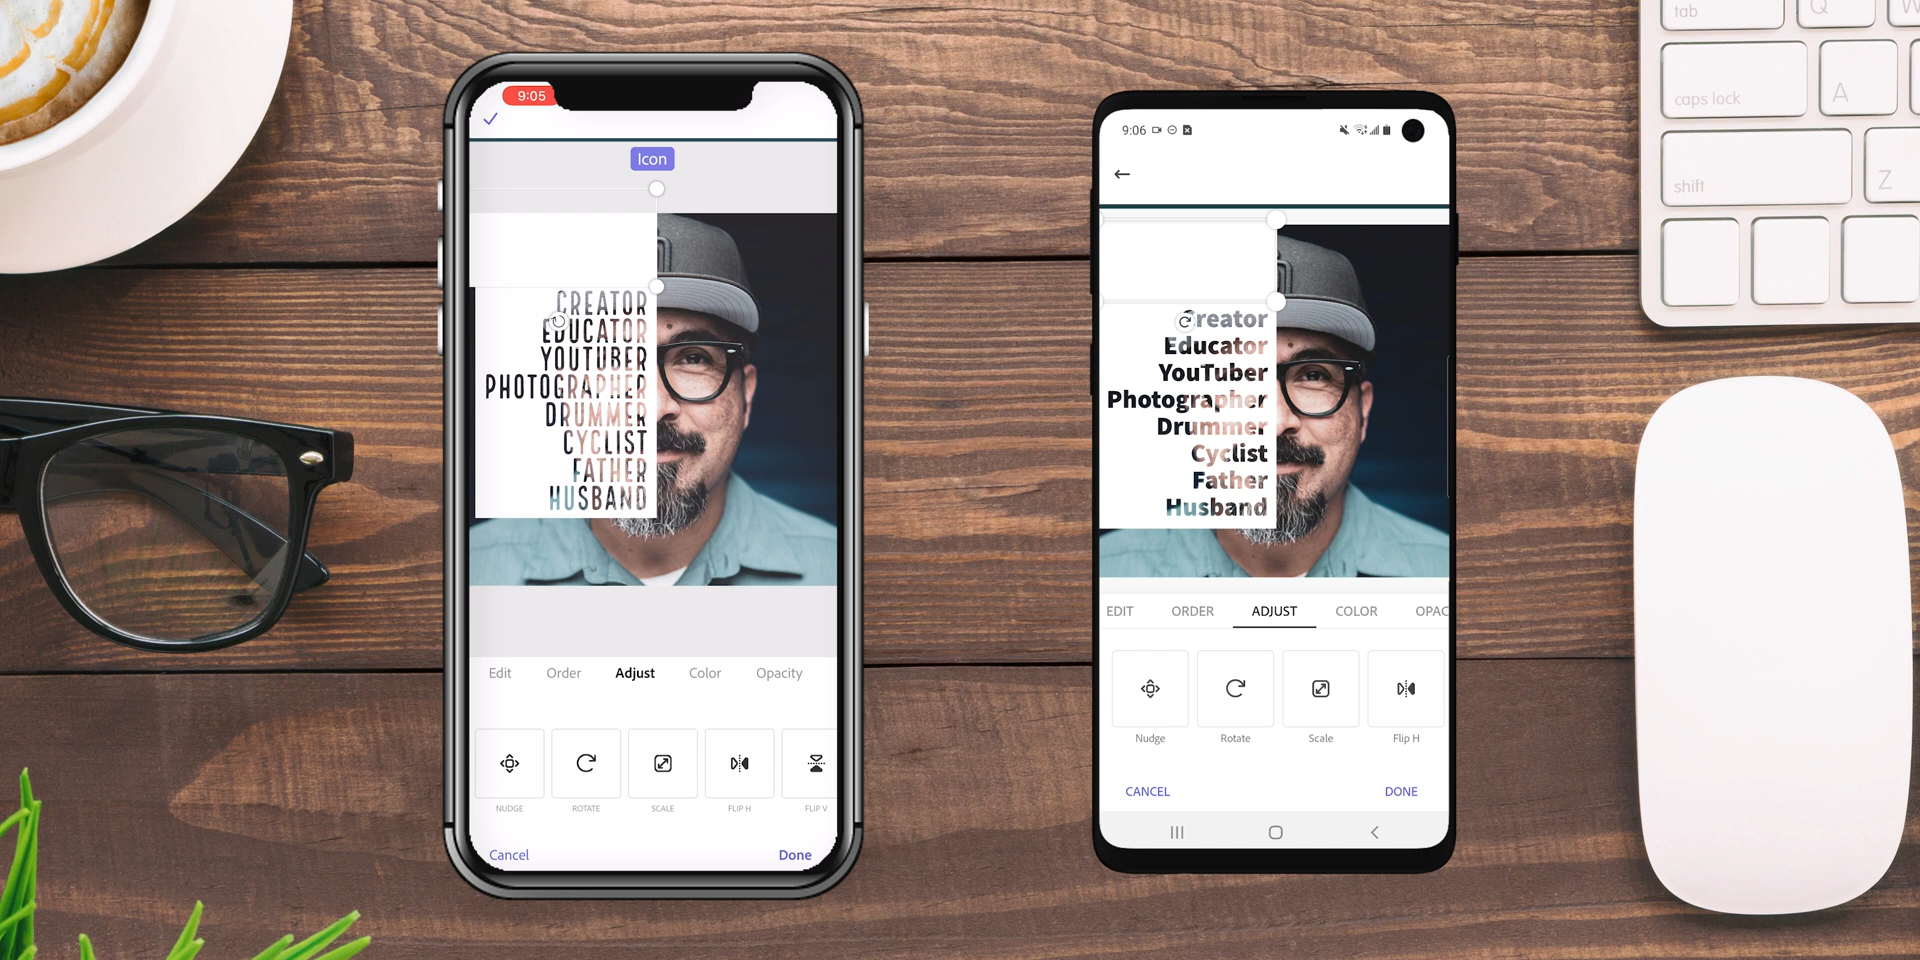 9:05
Icon
CREATOR
EDUCATOR
YOUTUBER
PHOTOGRAPHER
DRUMMER
CYCLIST
FATHER
HUSBAND
Edit Order Adjust Color Opacity
NUDGE ROTATE SCALE FLIP H FLIP V
Cancel Done
9:06
Creator
Educator
YouTuber
Photographer
Drummer
Cyclist
Father
Husband
EDIT ORDER ADJUST COLOR OPAC
Nudge Rotate Scale Flip H
CANCEL DONE
tab Q W
caps lock A
shift Z